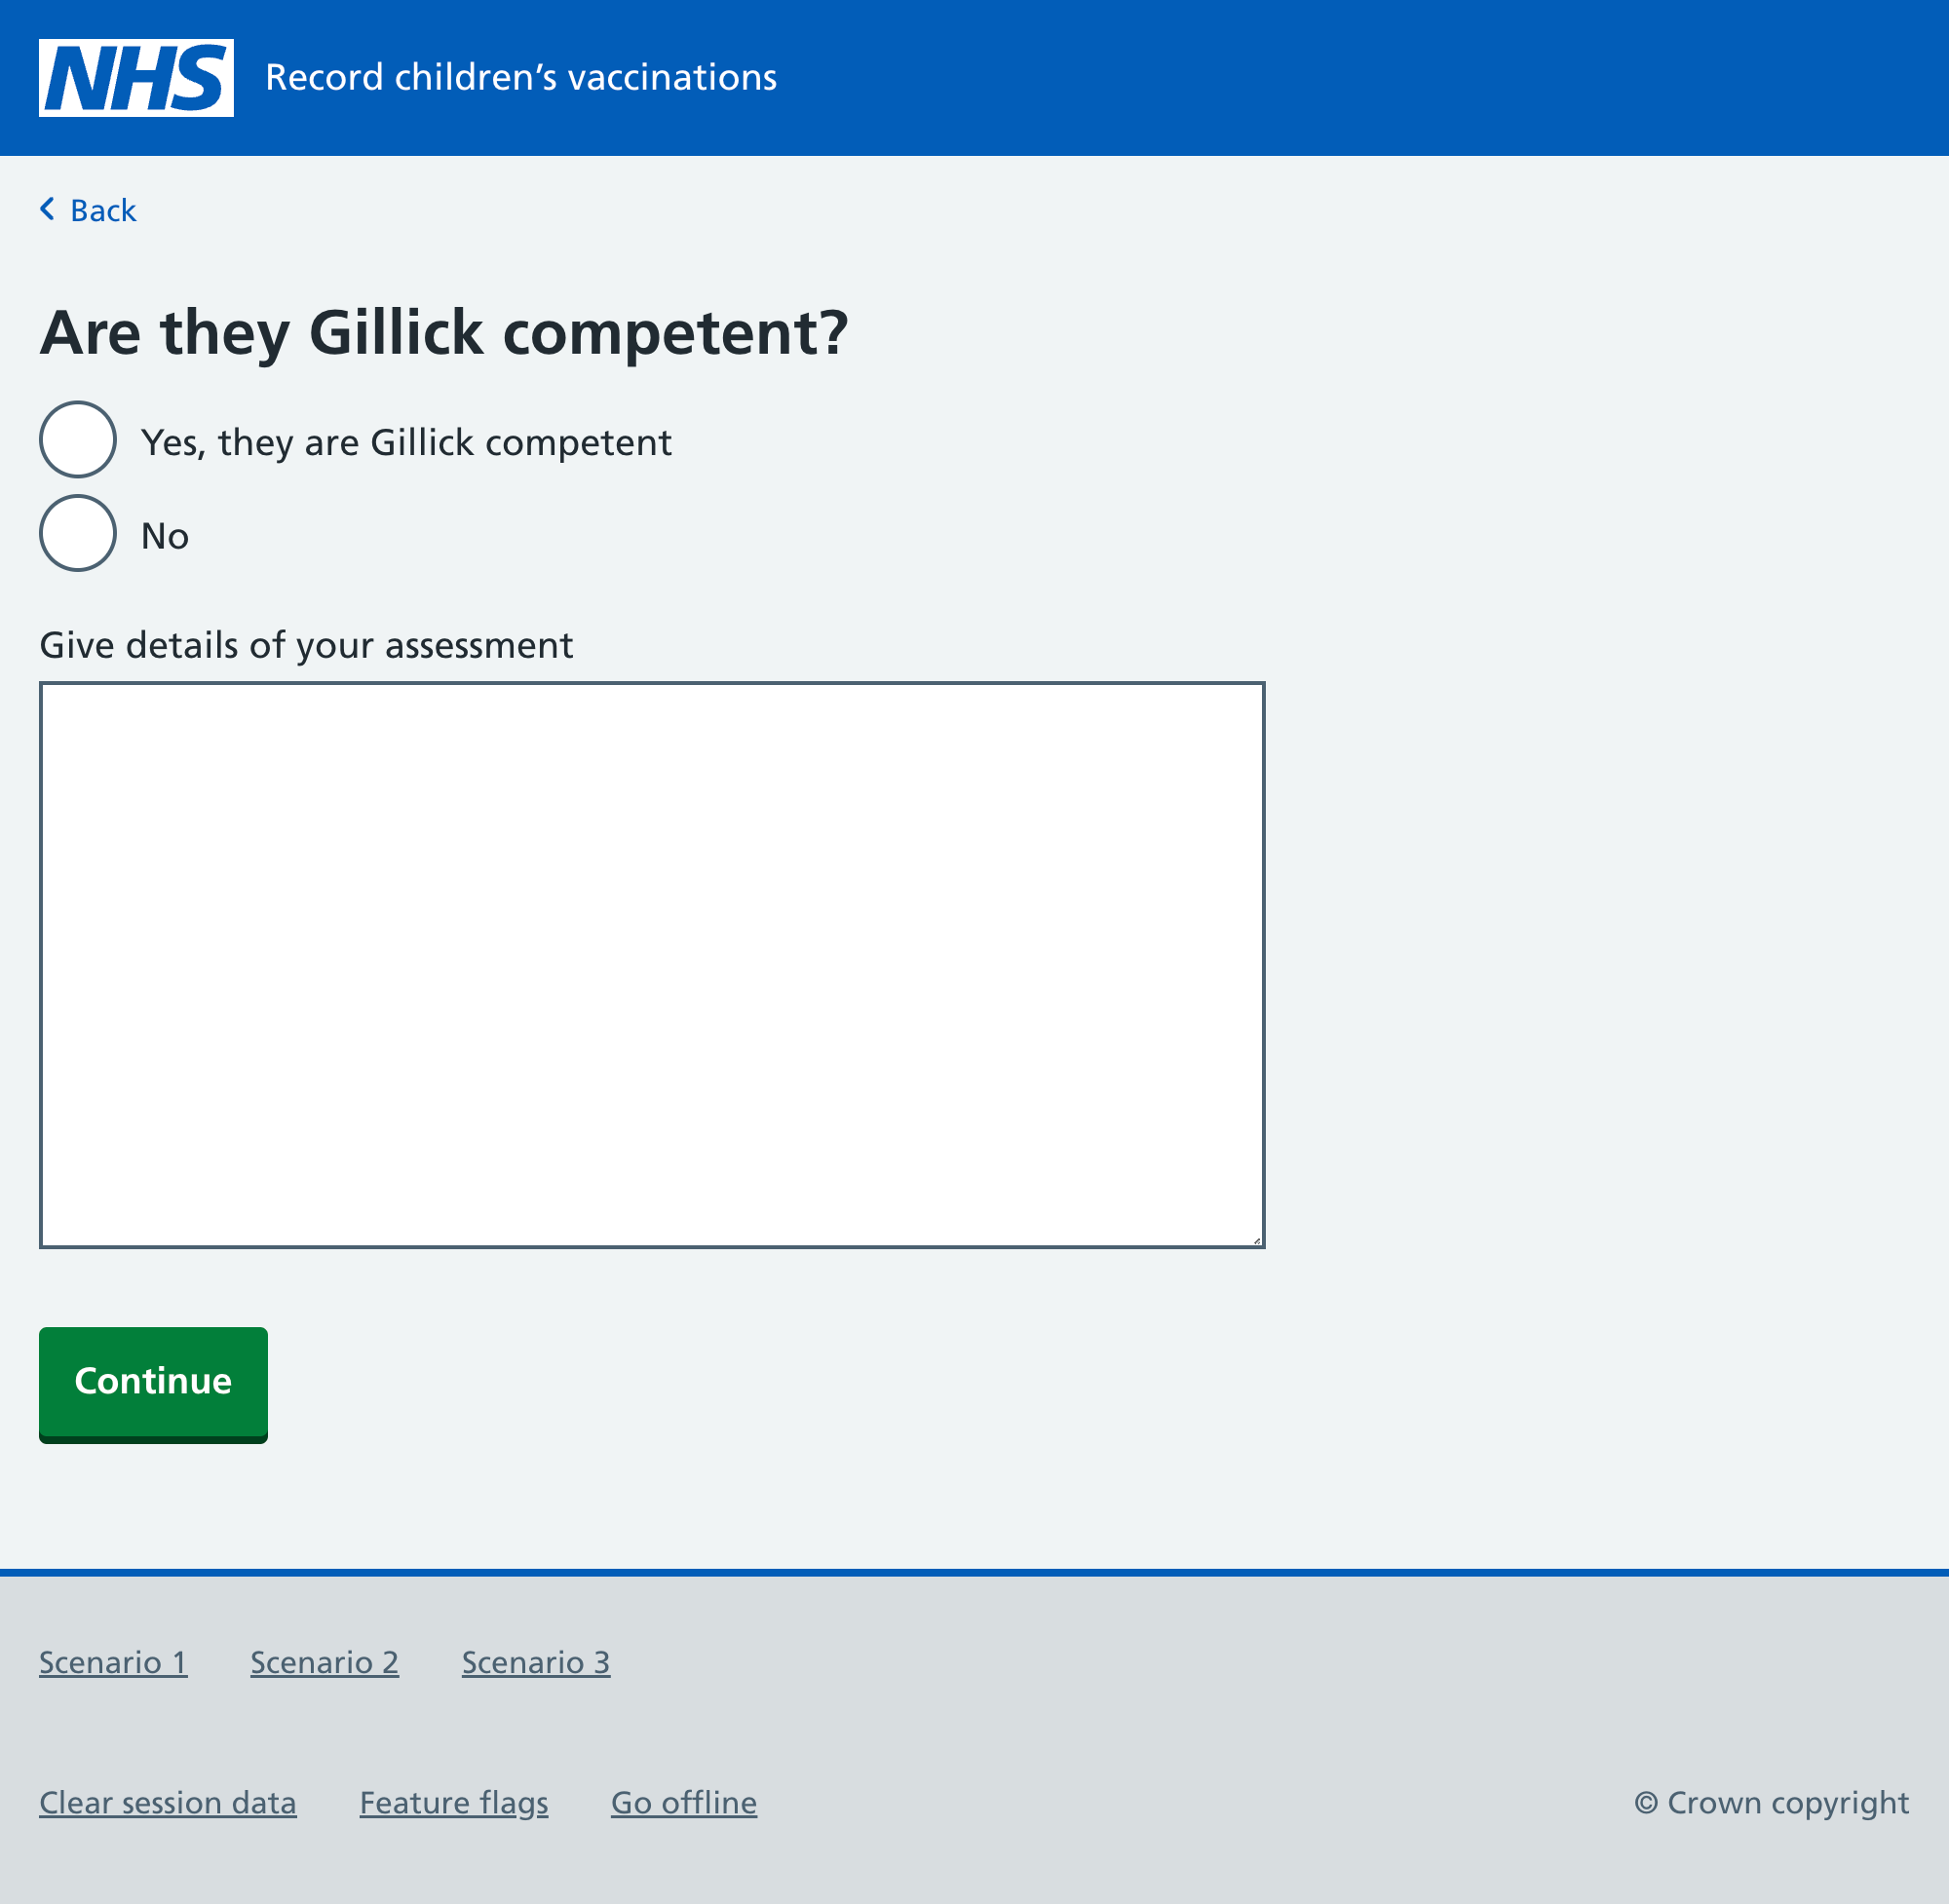 NHS Record children’s vaccinations
Back
Are they Gillick competent?
Yes, they are Gillick competent
No
Give details of your assessment
Continue
Scenario 1 Scenario 2 Scenario 3
Clear session data Feature flags Go offline © Crown copyright